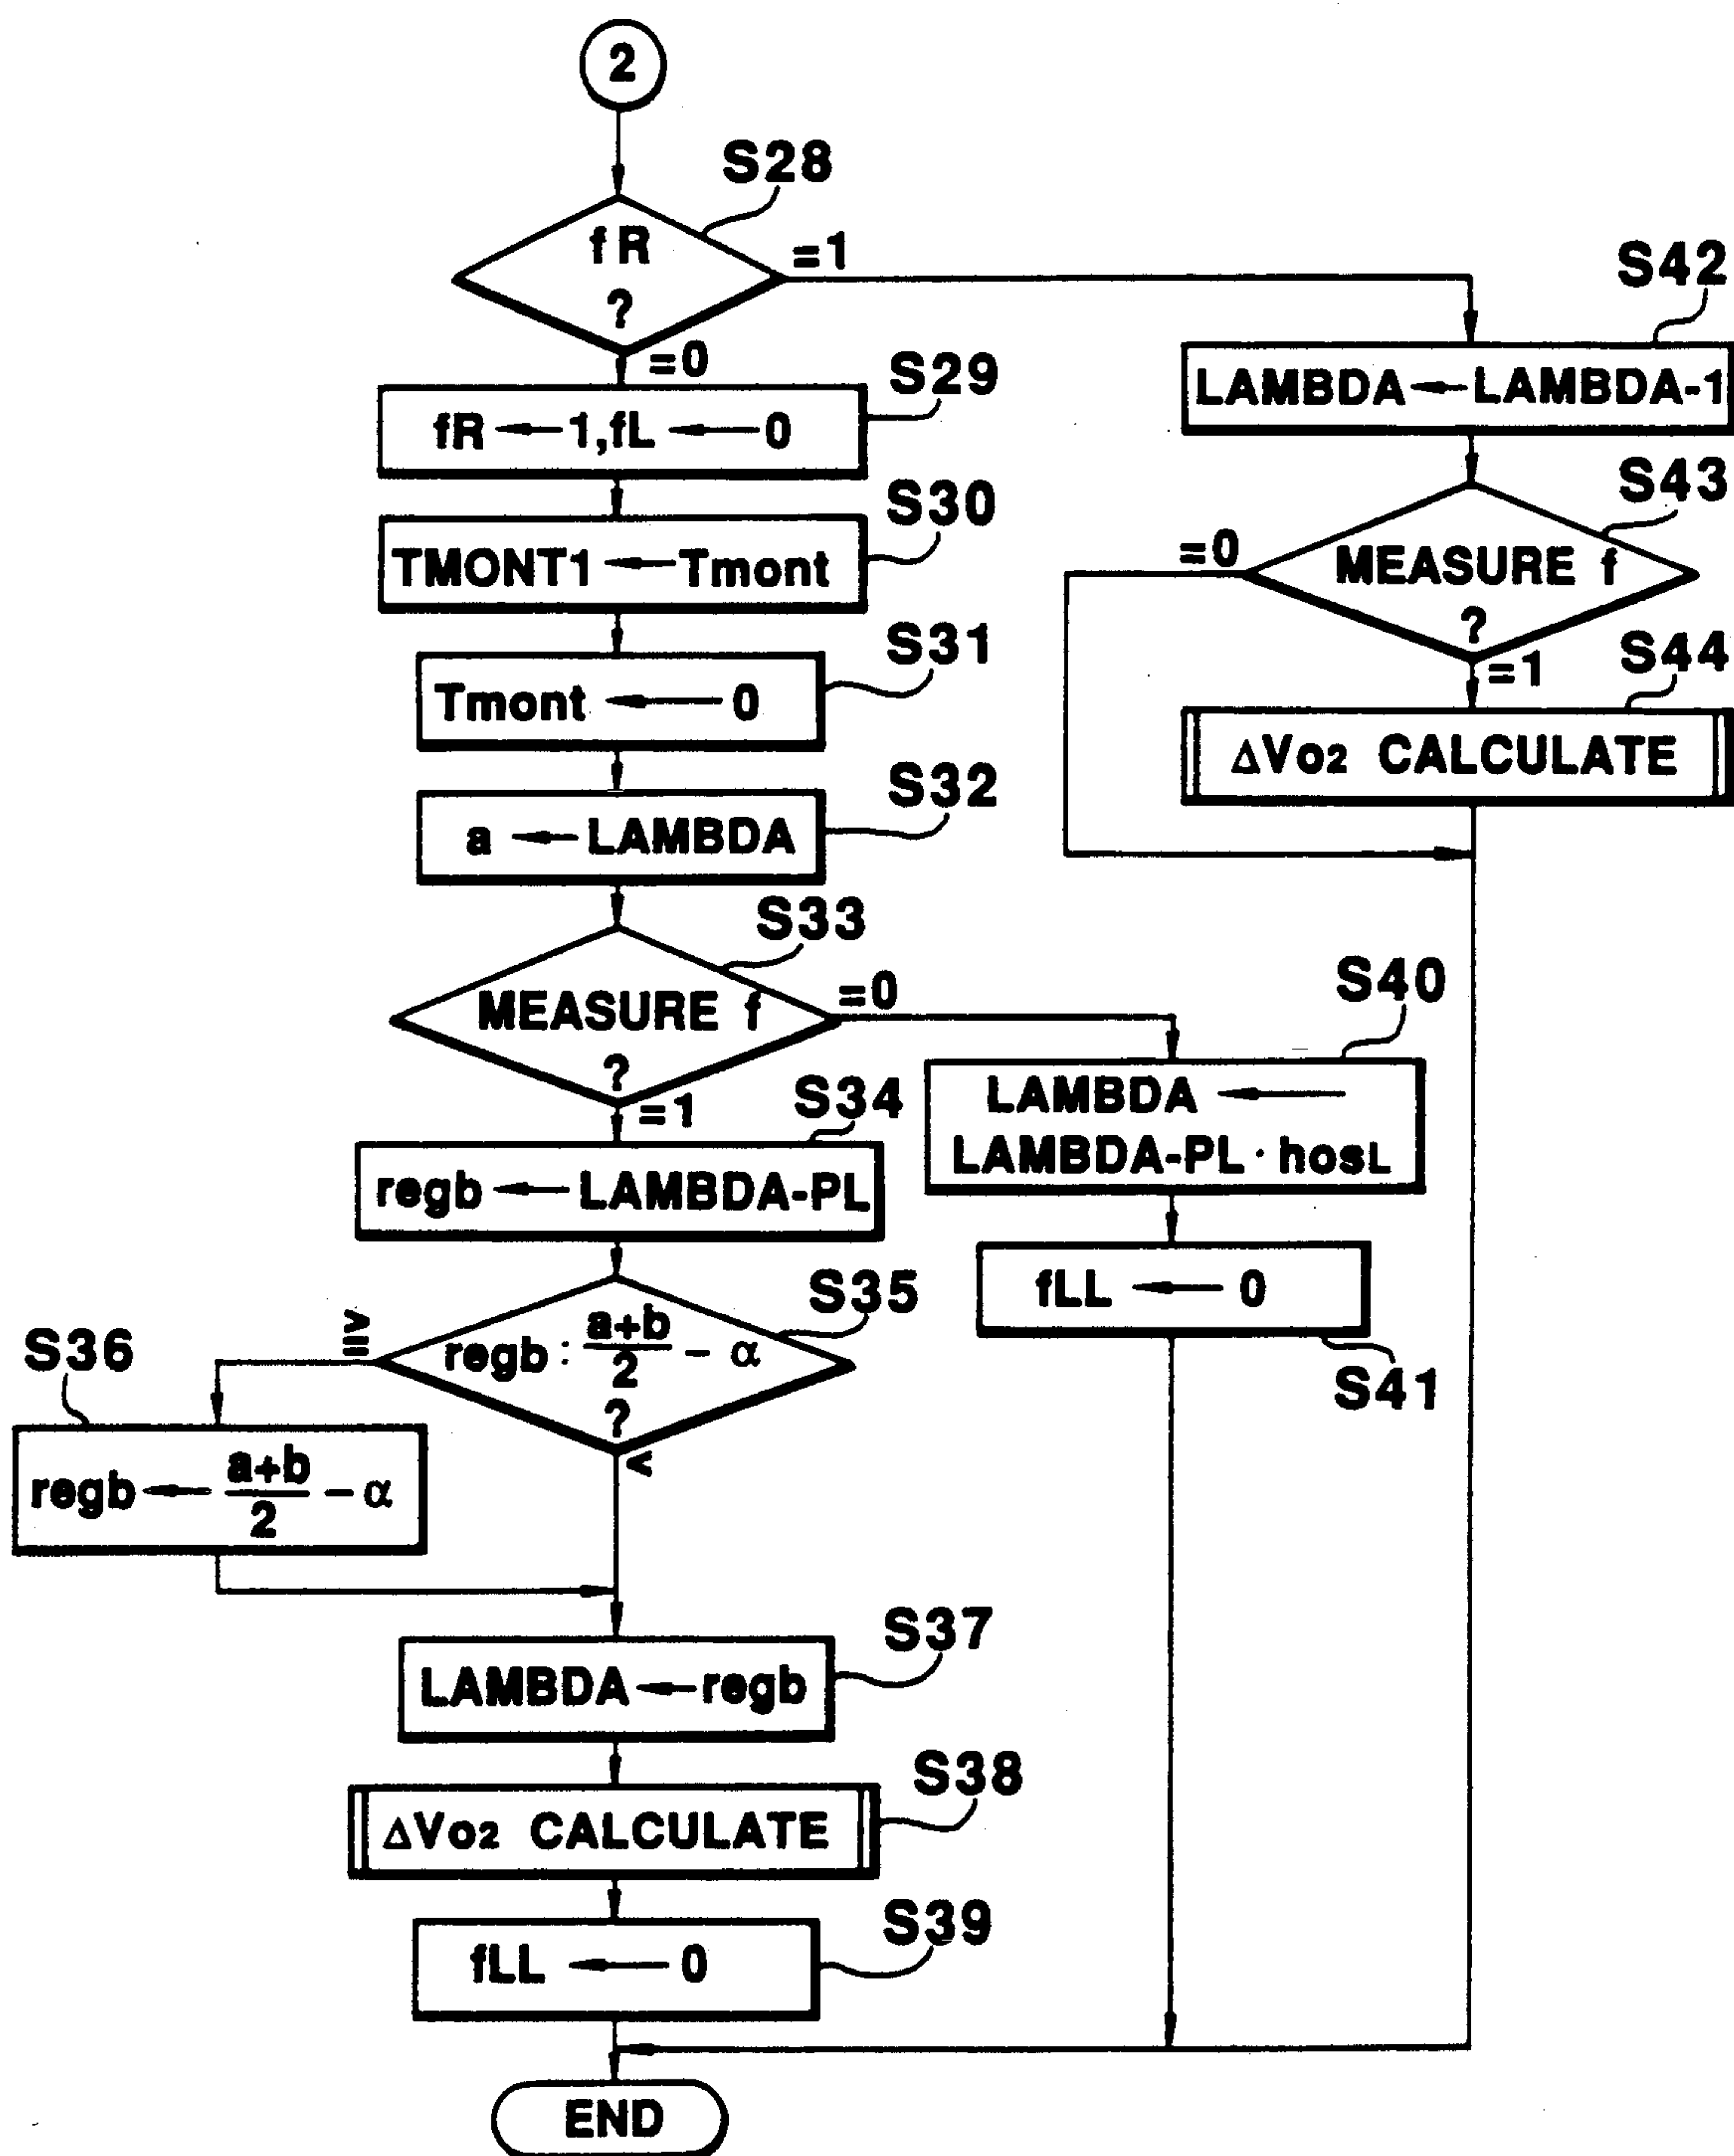 2
S28
fR
?
=1
=0
S29
fR ← 1, fL ← 0
S30
TMONT1 ← Tmont
S31
Tmont ← 0
S32
a ← LAMBDA
S33
MEASURE f
?
=0
=1
S34
regb ← LAMBDA-PL
S35
regb : (a+b)/2 - α
?
≧
<
S36
regb ← (a+b)/2 - α
S37
LAMBDA ← regb
S38
ΔVo2 CALCULATE
S39
fLL ← 0
S40
LAMBDA ←
LAMBDA-PL · hosL
fLL ← 0
S41
S42
LAMBDA ← LAMBDA-1
S43
=0
MEASURE f
?
=1
S44
ΔVo2 CALCULATE
END